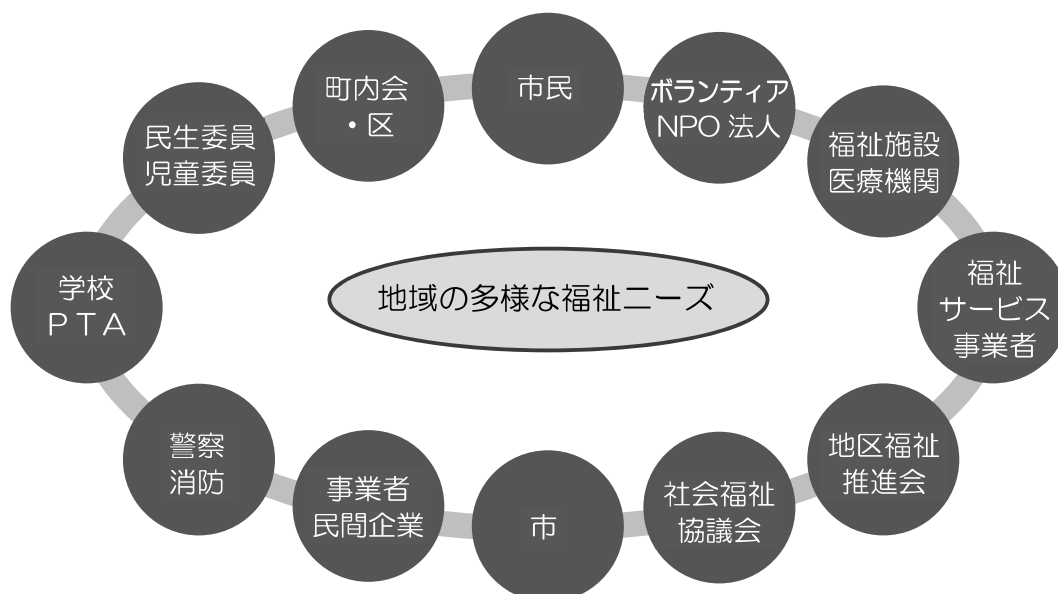 市民
ボランティア
NPO 法人
福祉施設
医療機関
福祉
サービス
事業者
地区福祉
推進会
社会福祉
協議会
市
事業者
民間企業
警察
消防
学校
ＰＴＡ
民生委員
児童委員
町内会
・区
地域の多様な福祉ニーズ